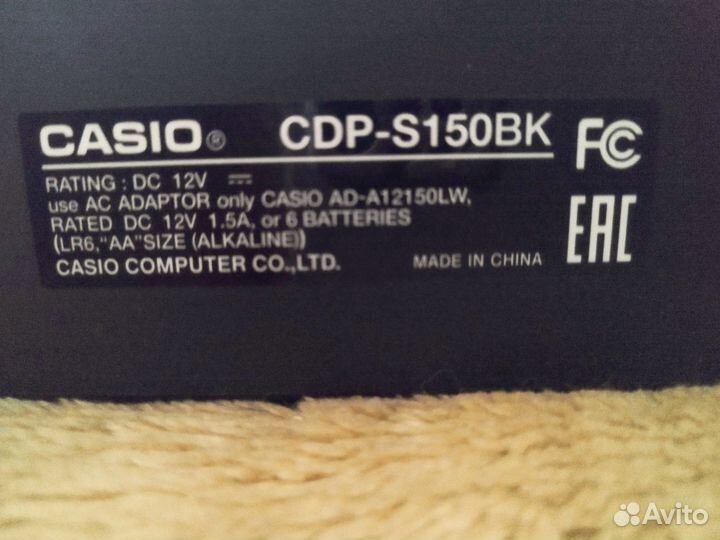 CASIO® CDP-S150BK FC
RATING : DC 12V ⎓
use AC ADAPTOR only CASIO AD-A12150LW,
RATED DC 12V 1.5A, or 6 BATTERIES
(LR6,"AA"SIZE (ALKALINE))
EAC
CASIO COMPUTER CO.,LTD. MADE IN CHINA
Avito